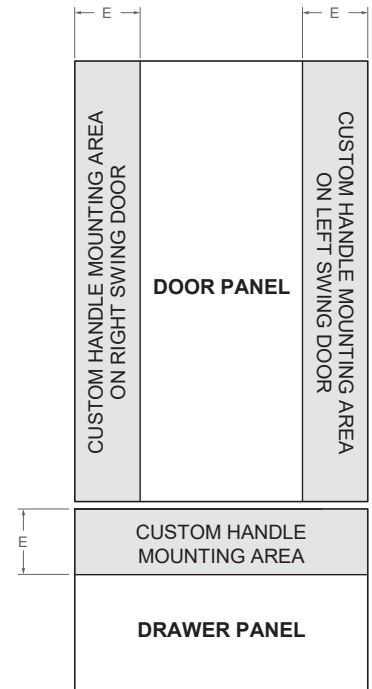 E
E
CUSTOM HANDLE MOUNTING AREA
ON RIGHT SWING DOOR
DOOR PANEL
CUSTOM HANDLE MOUNTING AREA
ON LEFT SWING DOOR
E
CUSTOM HANDLE
MOUNTING AREA
DRAWER PANEL